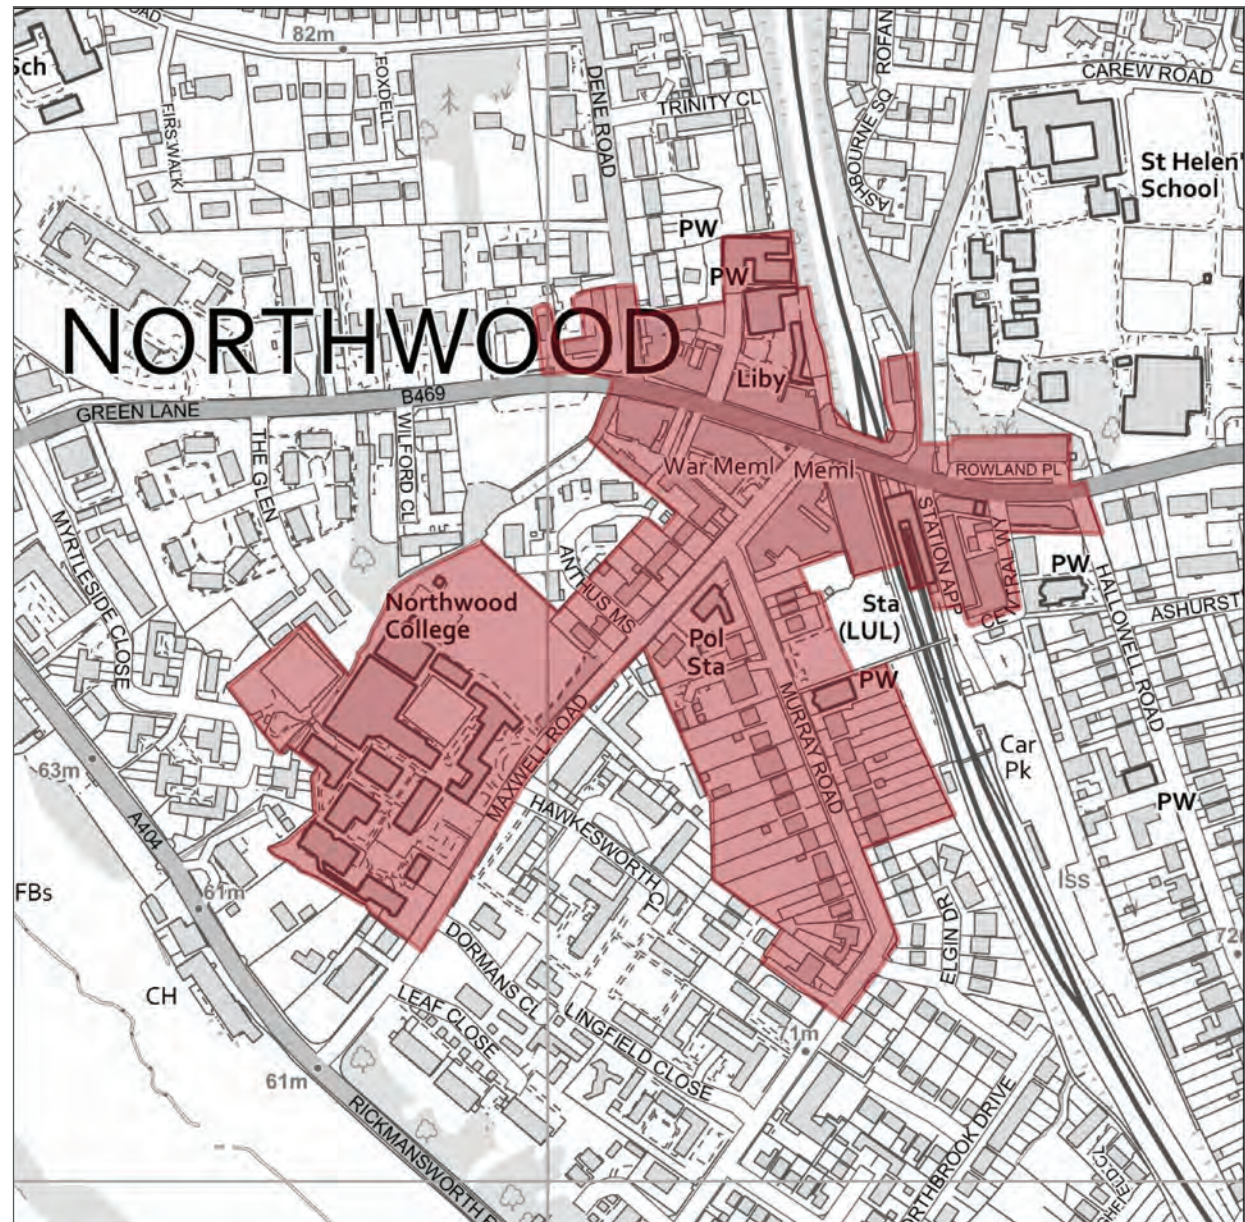 82m
Sch
FOXDELL
FIRS WALK
DENE ROAD
TRINITY CL
ASHBOURNE SQ
ROFAN
CAREW ROAD
St Helen'
School
PW
PW
NORTHWOOD
Liby
B469
GREEN LANE
THE GLEN
WILFORD CL
War Meml
Meml
ROWLAND PL
STATION APP
CENTRAL WY
PW
HALLOWELL ROAD
ASHURST
MYRTLESIDE CLOSE
ANTHUS MS
Northwood
College
Pol
Sta
Sta
(LUL)
PW
MURRAY ROAD
MAXWELL ROAD
Car
Pk
PW
63m
A404
HAWKESWORTH CL
61m
FBs
ISS
72
CH
DORMANS CL
ELGIN DR
LEAF CLOSE
LINGFIELD CLOSE
71m
61m
RICKMANSWORTH R
RTHBROOK DRIVE